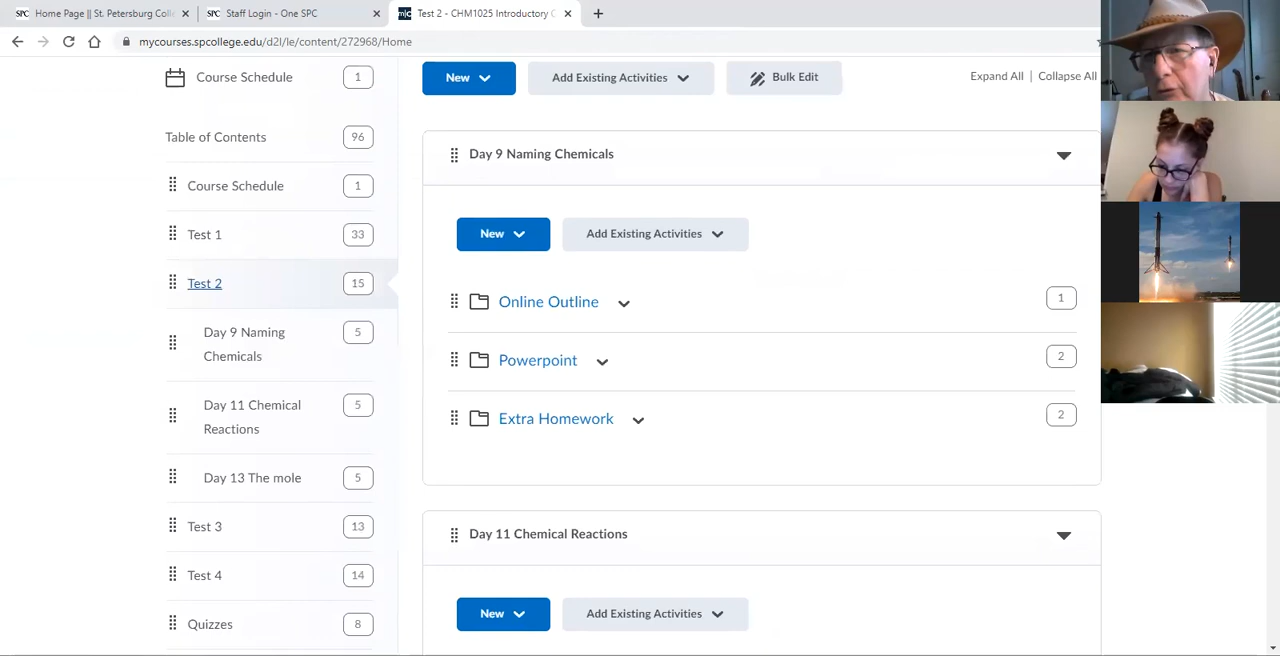 SPC Home Page || St. Petersburg Colle
SPC Staff Login - One SPC
Test 2 - CHM1025 Introductory C
mycourses.spcollege.edu/d2l/le/content/272968/Home
Course Schedule 1
Table of Contents 96
Course Schedule 1
Test 1 33
Test 2 15
Day 9 Naming
Chemicals 5
Day 11 Chemical
Reactions 5
Day 13 The mole 5
Test 3 13
Test 4 14
Quizzes 8
New Add Existing Activities Bulk Edit Expand All | Collapse All
Day 9 Naming Chemicals
New Add Existing Activities
Online Outline 1
Powerpoint 2
Extra Homework 2
Day 11 Chemical Reactions
New Add Existing Activities